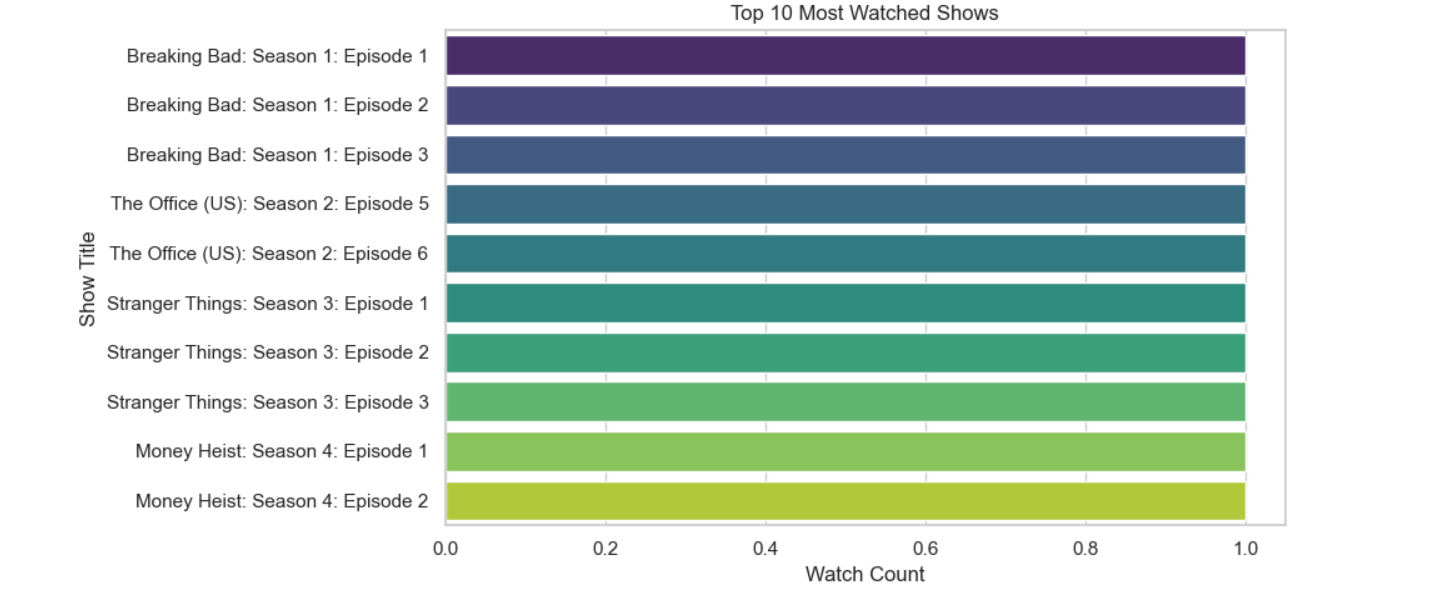 Top 10 Most Watched Shows
Show Title
Breaking Bad: Season 1: Episode 1
Breaking Bad: Season 1: Episode 2
Breaking Bad: Season 1: Episode 3
The Office (US): Season 2: Episode 5
The Office (US): Season 2: Episode 6
Stranger Things: Season 3: Episode 1
Stranger Things: Season 3: Episode 2
Stranger Things: Season 3: Episode 3
Money Heist: Season 4: Episode 1
Money Heist: Season 4: Episode 2
0.0 0.2 0.4 0.6 0.8 1.0
Watch Count